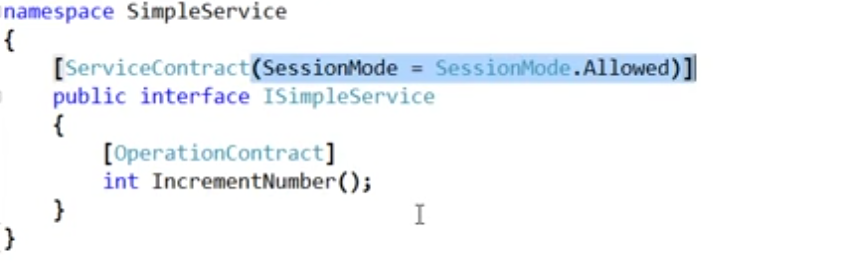 namespace SimpleService
{
[ServiceContract(SessionMode = SessionMode.Allowed)]
public interface ISimpleService
{
[OperationContract]
int IncrementNumber();
}
}